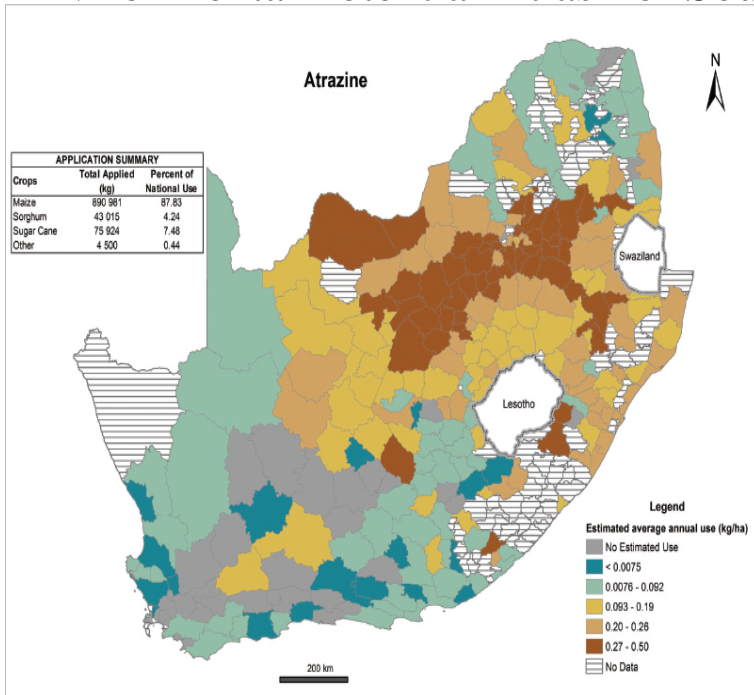 Atrazine
N
APPLICATION SUMMARY
Crops Total Applied (kg) Percent of National Use
Maize 890 981 87.83
Sorghum 43 015 4.24
Sugar Cane 75 924 7.48
Other 4 500 0.44
Swaziland
Lesotho
Legend
Estimated average annual use (kg/ha)
No Estimated Use
< 0.0075
0.0076 - 0.092
0.093 - 0.19
0.20 - 0.26
0.27 - 0.50
No Data
200 km